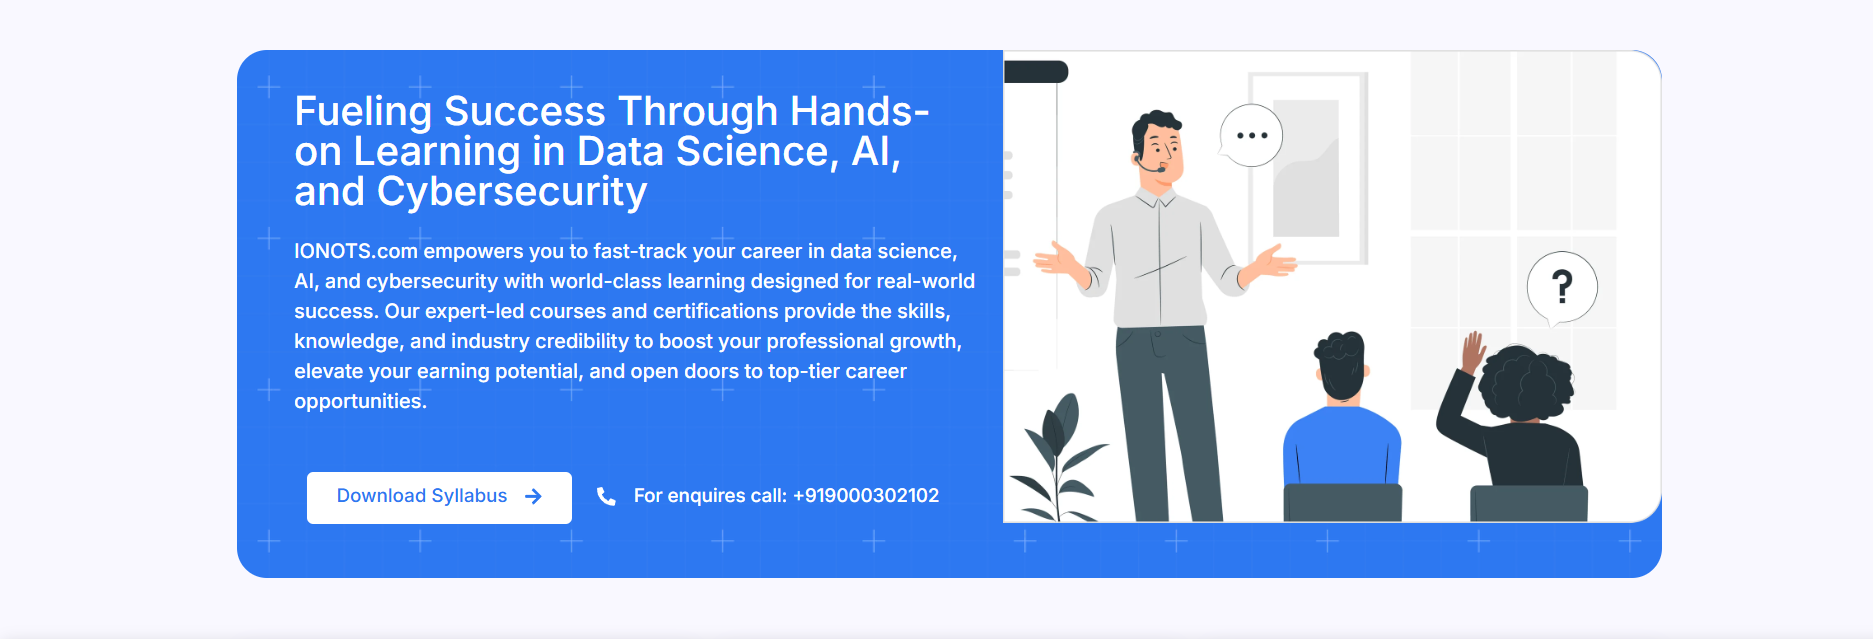 Fueling Success Through Hands-
on Learning in Data Science, AI,
and Cybersecurity
IONOTS.com empowers you to fast-track your career in data science,
AI, and cybersecurity with world-class learning designed for real-world
success. Our expert-led courses and certifications provide the skills,
knowledge, and industry credibility to boost your professional growth,
elevate your earning potential, and open doors to top-tier career
opportunities.
Download Syllabus →
For enquires call: +919000302102
?